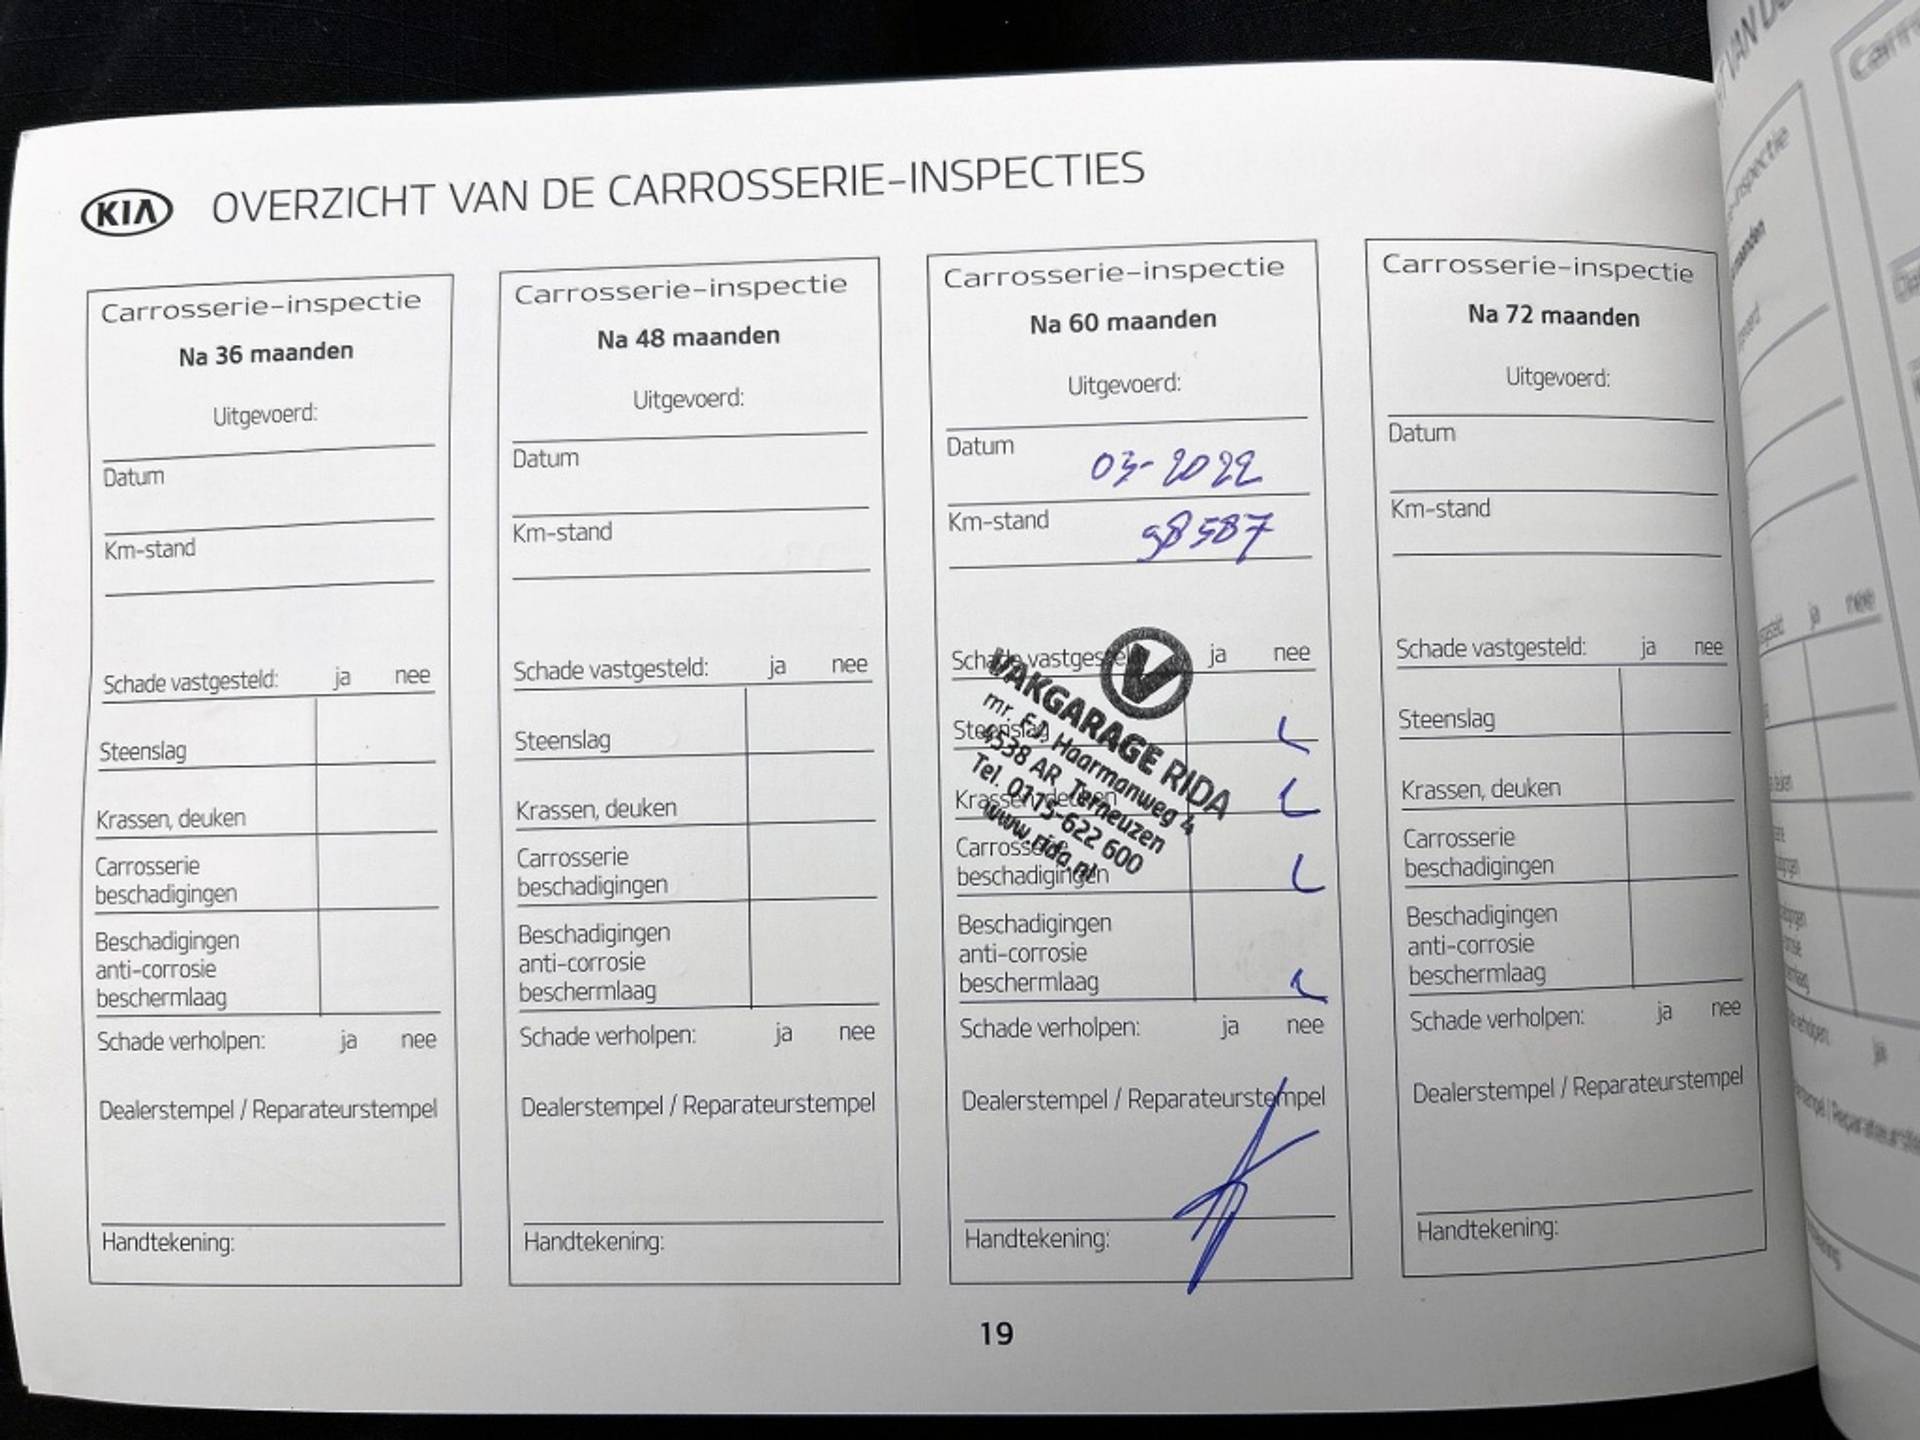 KIA
OVERZICHT VAN DE CARROSSERIE-INSPECTIES
Carrosserie-inspectie
Na 36 maanden
Uitgevoerd:
Datum
Km-stand
Schade vastgesteld: ja nee
Steenslag
Krassen, deuken
Carrosserie
beschadigingen
Beschadigingen
anti-corrosie
beschermlaag
Schade verholpen: ja nee
Dealerstempel / Reparateurstempel
Handtekening:
Carrosserie-inspectie
Na 48 maanden
Uitgevoerd:
Datum
Km-stand
Schade vastgesteld: ja nee
Steenslag
Krassen, deuken
Carrosserie
beschadigingen
Beschadigingen
anti-corrosie
beschermlaag
Schade verholpen: ja nee
Dealerstempel / Reparateurstempel
Handtekening:
Carrosserie-inspectie
Na 60 maanden
Uitgevoerd:
Datum 03-2022
Km-stand 98587
Schade vastgesteld: ja nee
Steenslag
Krassen, deuken
Carrosserie
beschadigingen
Beschadigingen
anti-corrosie
beschermlaag
VAKGARAGE RIDA
mr. F.J. Haarmanweg 4
4538 AR Terneuzen
Tel. 0115-622 600
www.rida.nl
Schade verholpen: ja nee
Dealerstempel / Reparateurstempel
Handtekening:
Carrosserie-inspectie
Na 72 maanden
Uitgevoerd:
Datum
Km-stand
Schade vastgesteld: ja nee
Steenslag
Krassen, deuken
Carrosserie
beschadigingen
Beschadigingen
anti-corrosie
beschermlaag
Schade verholpen: ja nee
Dealerstempel / Reparateurstempel
Handtekening:
19